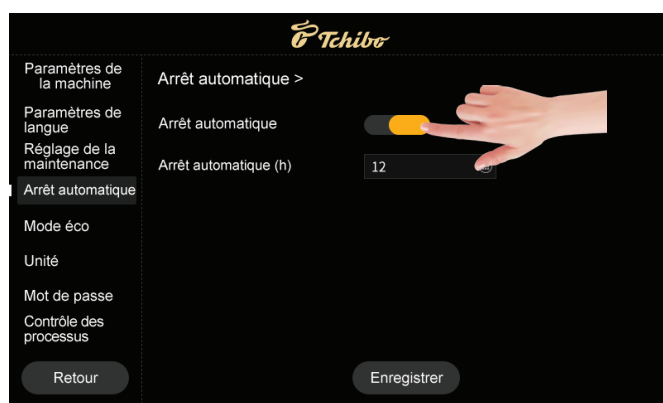 Tchibo
Paramètres de
la machine
Paramètres de
langue
Réglage de la
maintenance
Arrêt automatique
Mode éco
Unité
Mot de passe
Contrôle des
processus
Retour
Arrêt automatique >
Arrêt automatique
Arrêt automatique (h)
12
Enregistrer